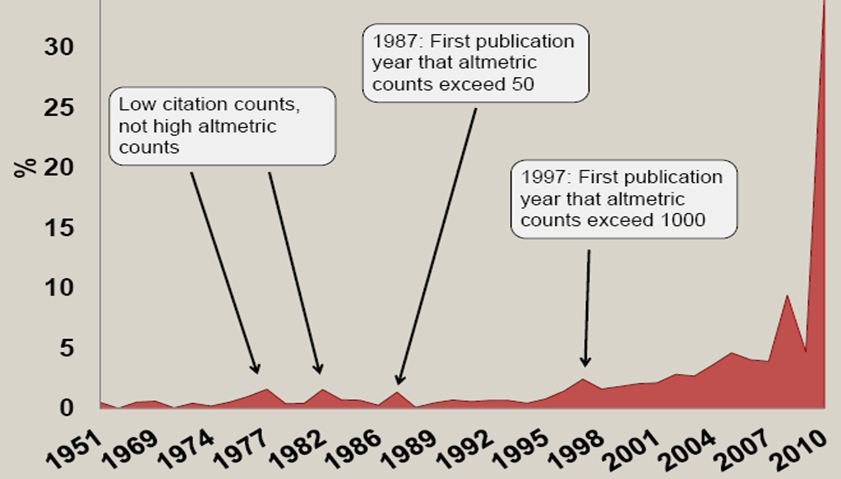 30
25
20
15
10
5
0
%
Low citation counts,
not high altmetric
counts
1987: First publication
year that altmetric
counts exceed 50
1997: First publication
year that altmetric
counts exceed 1000
1951
1969
1974
1977
1982
1986
1989
1992
1995
1998
2001
2004
2007
2010